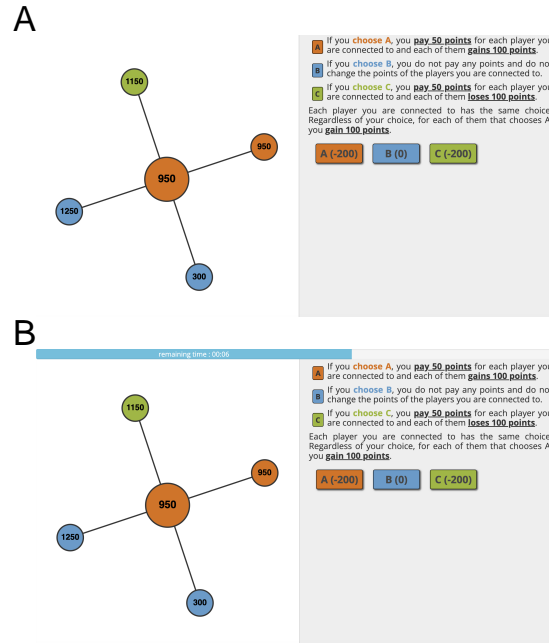 A
1150
950
950
1250
300
A If you choose A, you pay 50 points for each player you
are connected to and each of them gains 100 points.
B If you choose B, you do not pay any points and do no
change the points of the players you are connected to.
C If you choose C, you pay 50 points for each player you
are connected to and each of them loses 100 points.
Each player you are connected to has the same choice
Regardless of your choice, for each of them that chooses A
you gain 100 points.
A (-200) B (0) C (-200)
B
remaining time : 00:06
1150
950
950
1250
300
A If you choose A, you pay 50 points for each player you
are connected to and each of them gains 100 points.
B If you choose B, you do not pay any points and do no
change the points of the players you are connected to.
C If you choose C, you pay 50 points for each player you
are connected to and each of them loses 100 points.
Each player you are connected to has the same choice
Regardless of your choice, for each of them that chooses A
you gain 100 points.
A (-200) B (0) C (-200)